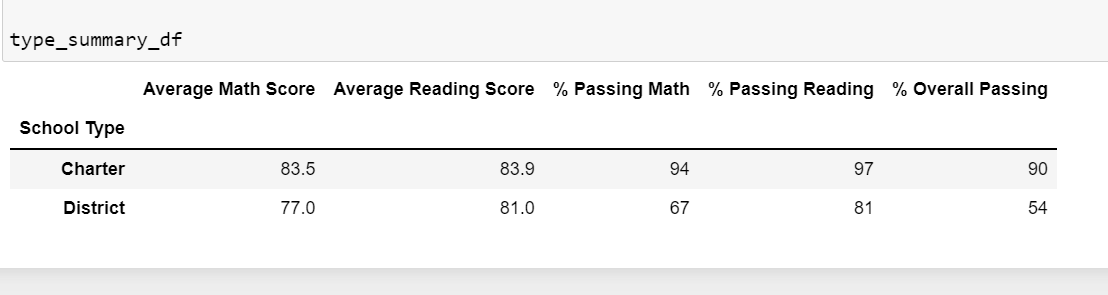 type_summary_df
Average Math Score Average Reading Score % Passing Math % Passing Reading % Overall Passing
School Type
Charter 83.5 83.9 94 97 90
District 77.0 81.0 67 81 54